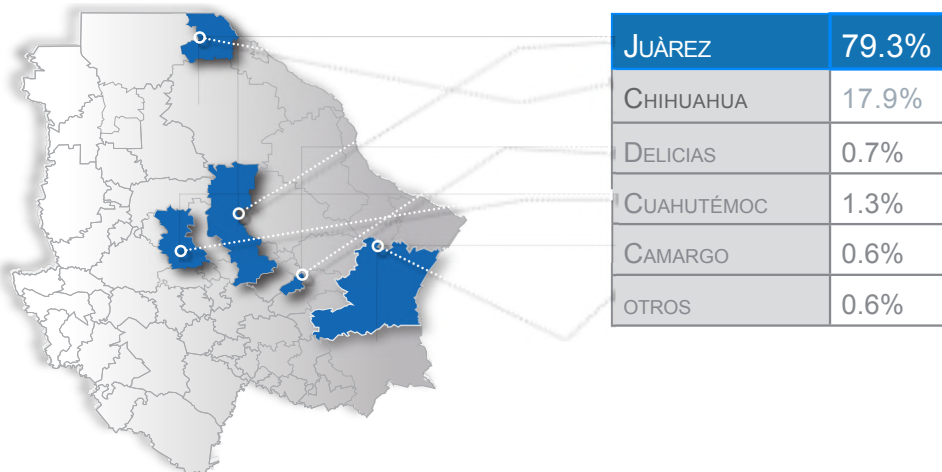 JUÀREZ 79.3%
CHIHUAHUA 17.9%
DELICIAS 0.7%
CUAHUTÉMOC 1.3%
CAMARGO 0.6%
OTROS 0.6%